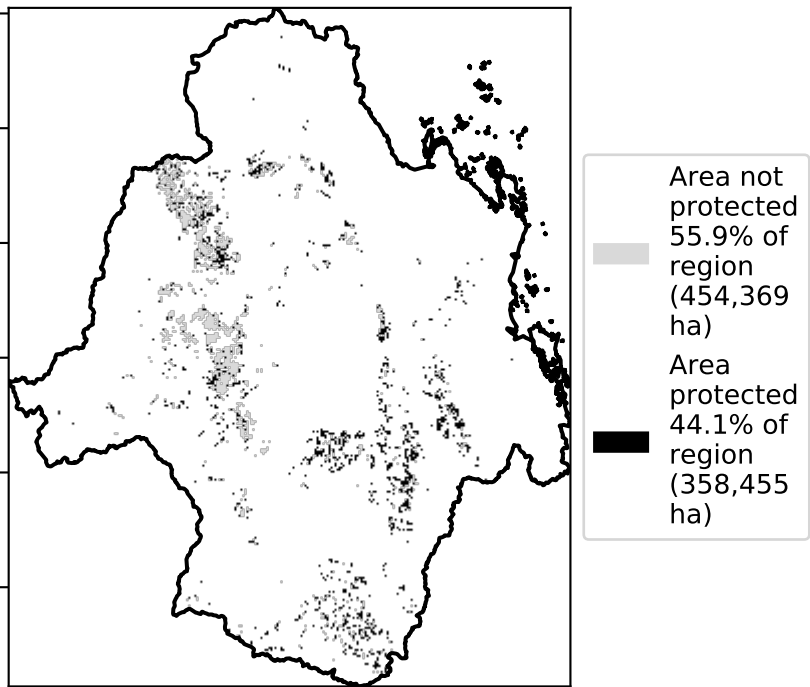 Area not
protected
55.9% of
region
(454,369
ha)
Area
protected
44.1% of
region
(358,455
ha)